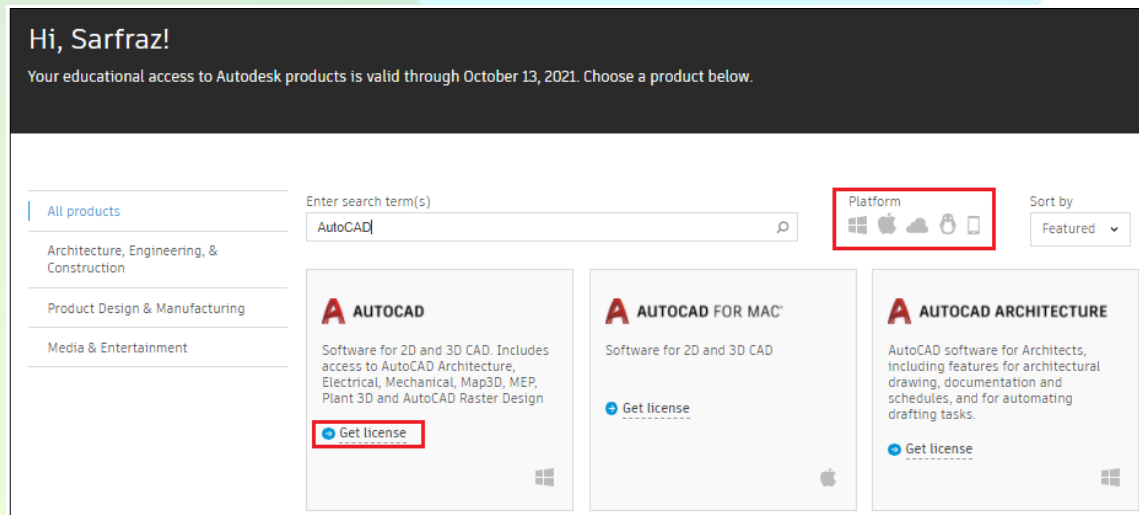 Hi, Sarfraz!
Your educational access to Autodesk products is valid through October 13, 2021. Choose a product below.
All products
Architecture, Engineering, &
Construction
Product Design & Manufacturing
Media & Entertainment
Enter search term(s)
AutoCAD
Platform
Sort by
Featured
AUTOCAD
Software for 2D and 3D CAD. Includes
access to AutoCAD Architecture,
Electrical, Mechanical, Map3D, MEP,
Plant 3D and AutoCAD Raster Design
Get license
AUTOCAD FOR MAC®
Software for 2D and 3D CAD
Get license
AUTOCAD ARCHITECTURE
AutoCAD software for Architects,
including features for architectural
drawing, documentation and
schedules, and for automating
drafting tasks.
Get license